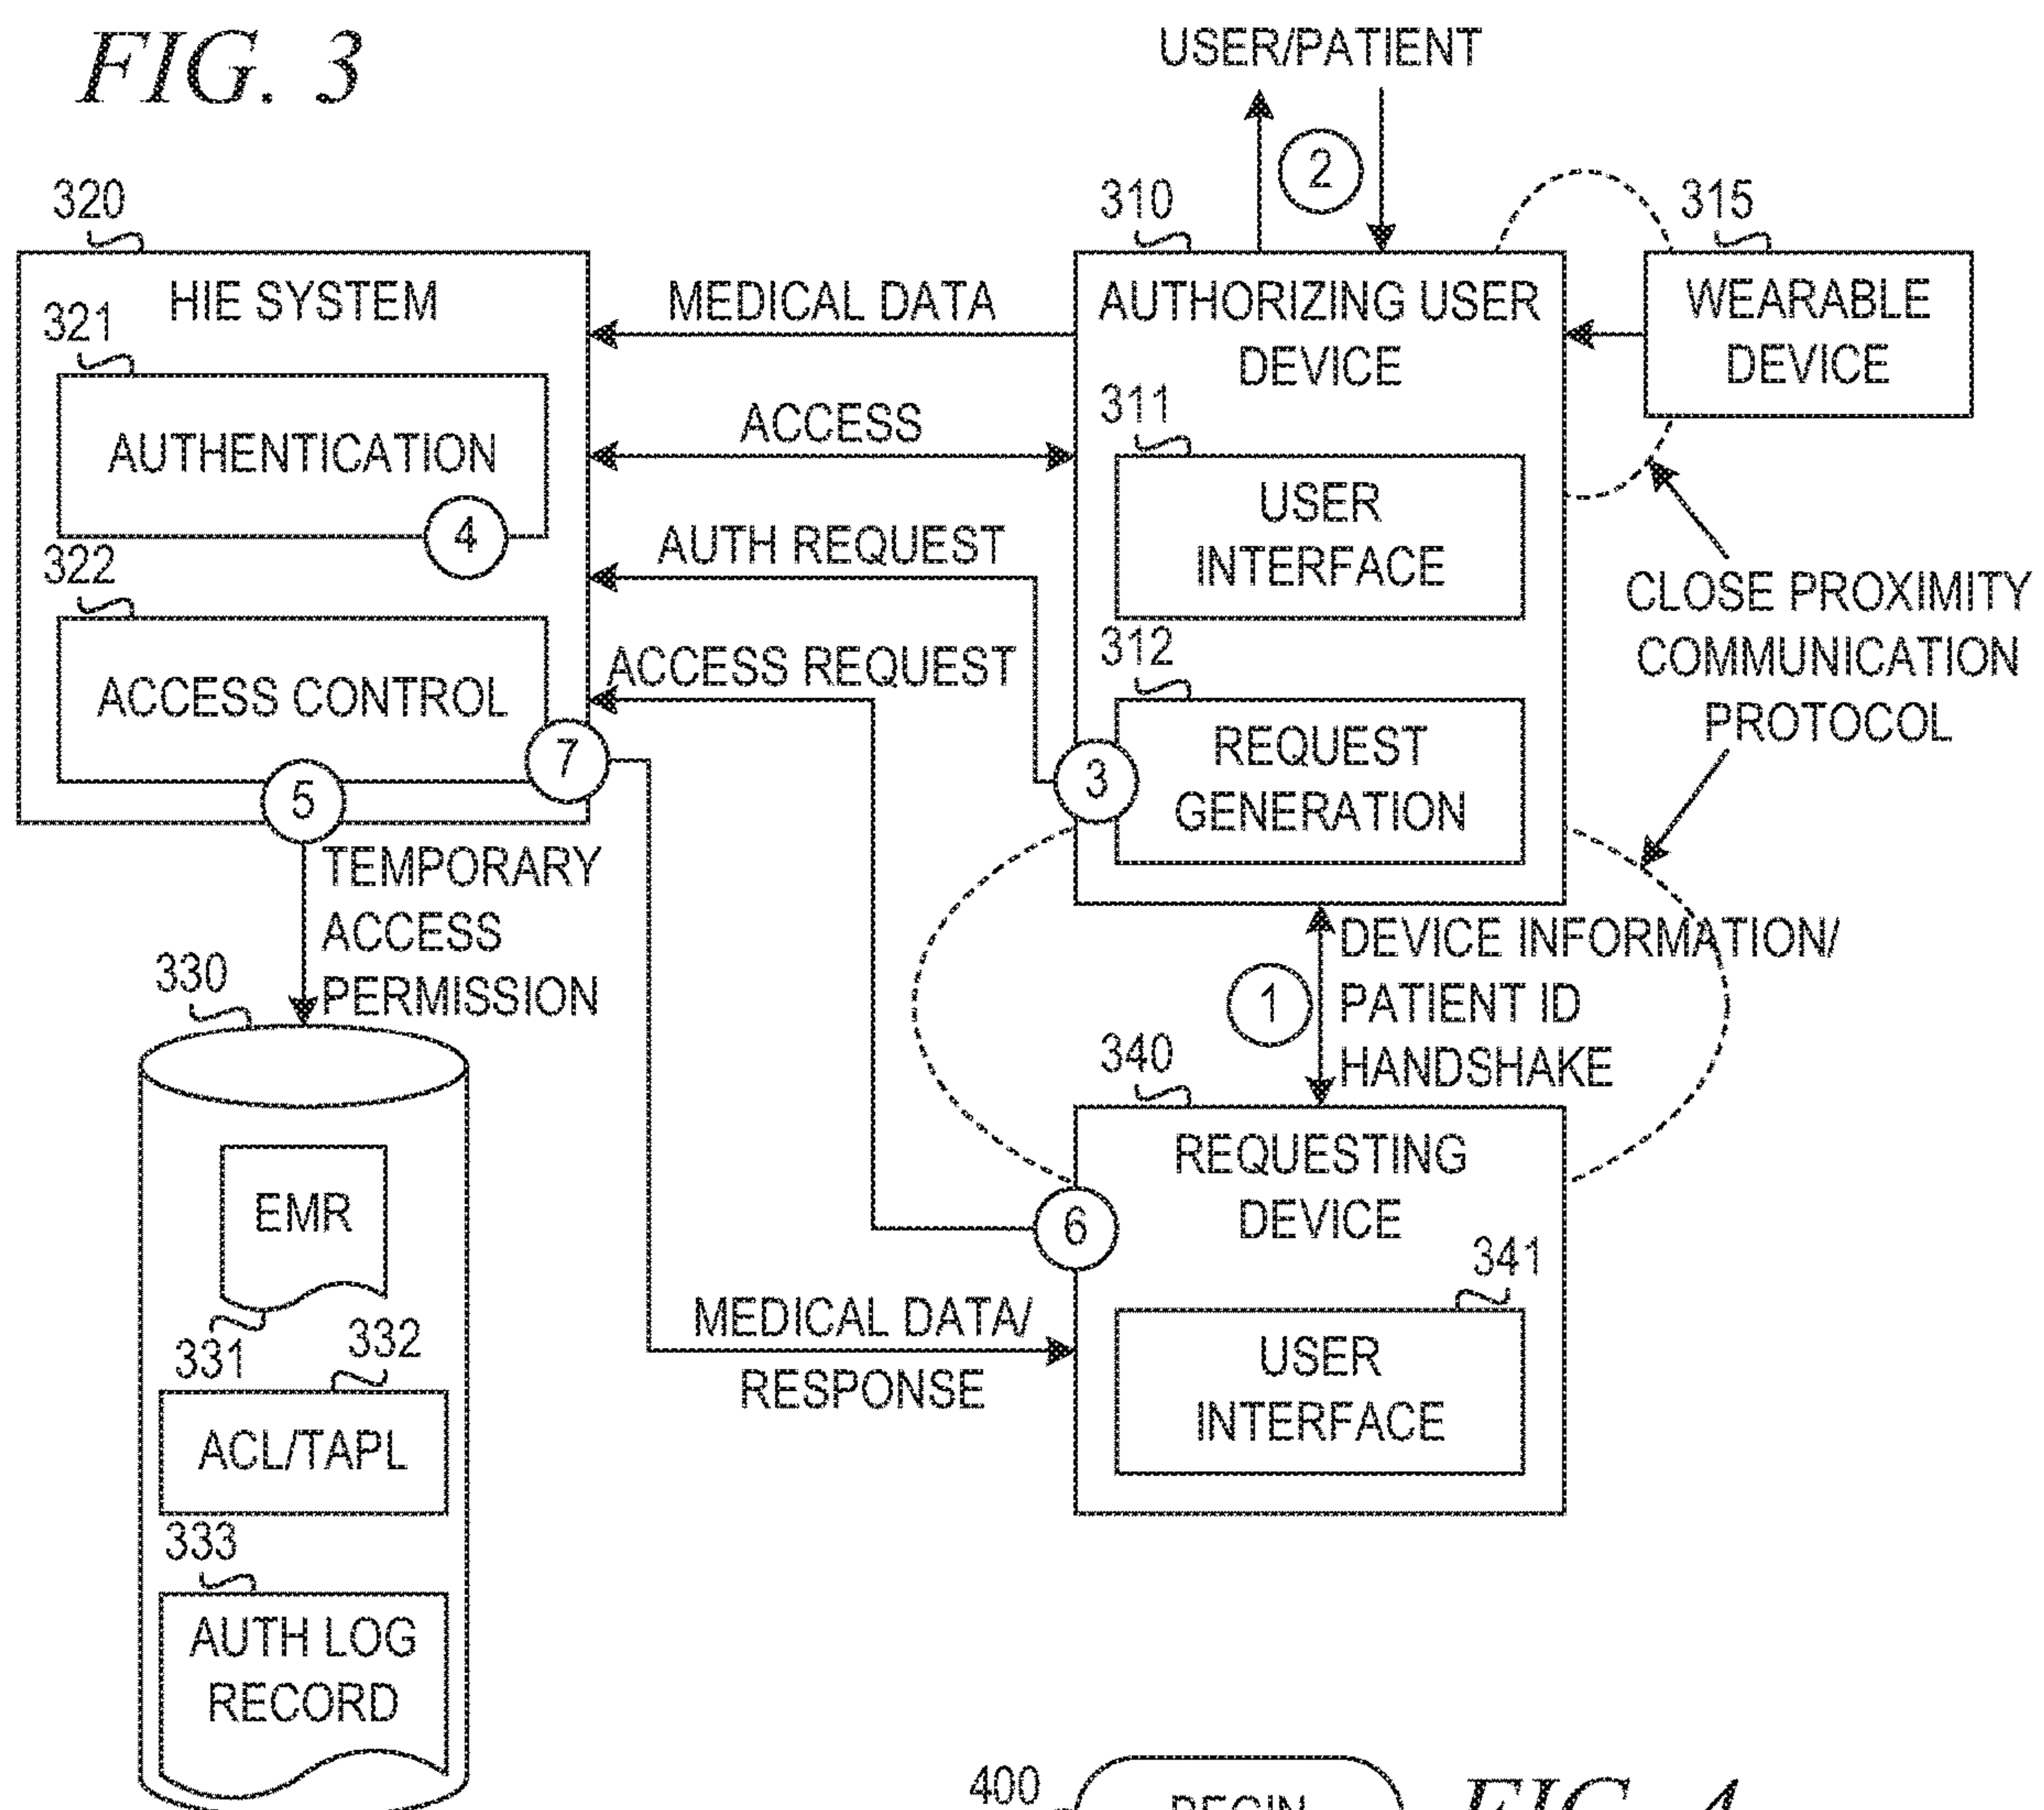 FIG. 3
USER/PATIENT
2
320
310
315
HIE SYSTEM
321
AUTHENTICATION
4
322
ACCESS CONTROL
7
5
MEDICAL DATA
ACCESS
AUTH REQUEST
ACCESS REQUEST
AUTHORIZING USER
DEVICE
311
USER
INTERFACE
312
REQUEST
GENERATION
3
WEARABLE
DEVICE
CLOSE PROXIMITY
COMMUNICATION
PROTOCOL
TEMPORARY
ACCESS
PERMISSION
DEVICE INFORMATION/
PATIENT ID
HANDSHAKE
1
330
EMR
331
332
ACL/TAPL
333
AUTH LOG
RECORD
340
REQUESTING
DEVICE
6
341
USER
INTERFACE
MEDICAL DATA/
RESPONSE
400
BEGIN
FIG. 4